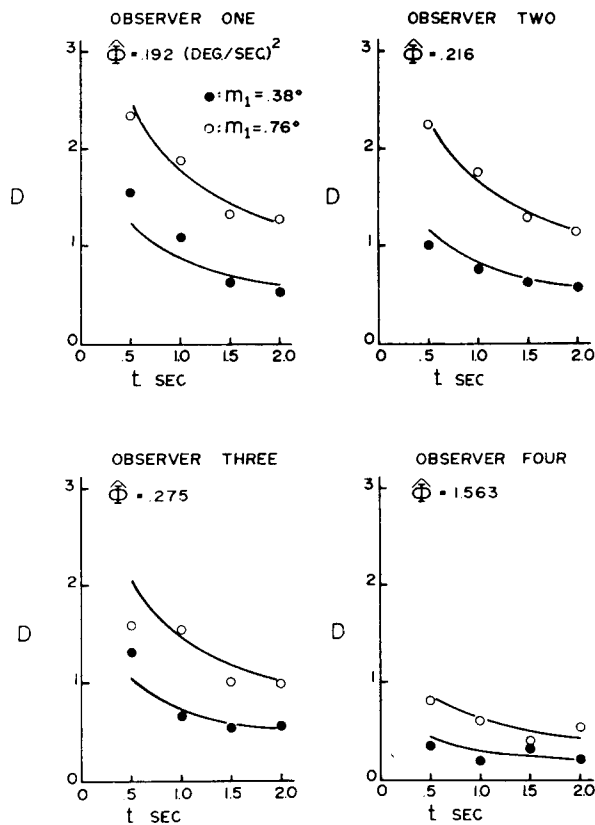 OBSERVER ONE
Φ̂ = .192 (DEG./SEC)²
●: m₁ = .38°
○: m₁ = .76°
3
2
1
0
D
0 .5 1.0 1.5 2.0
t SEC
OBSERVER TWO
Φ̂ = .216
3
2
1
0
D
0 .5 1.0 1.5 2.0
t SEC
OBSERVER THREE
Φ̂ = .275
3
2
1
0
D
0 .5 1.0 1.5 2.0
t SEC
OBSERVER FOUR
Φ̂ = 1.563
3
2
1
0
D
0 .5 1.0 1.5 2.0
t SEC